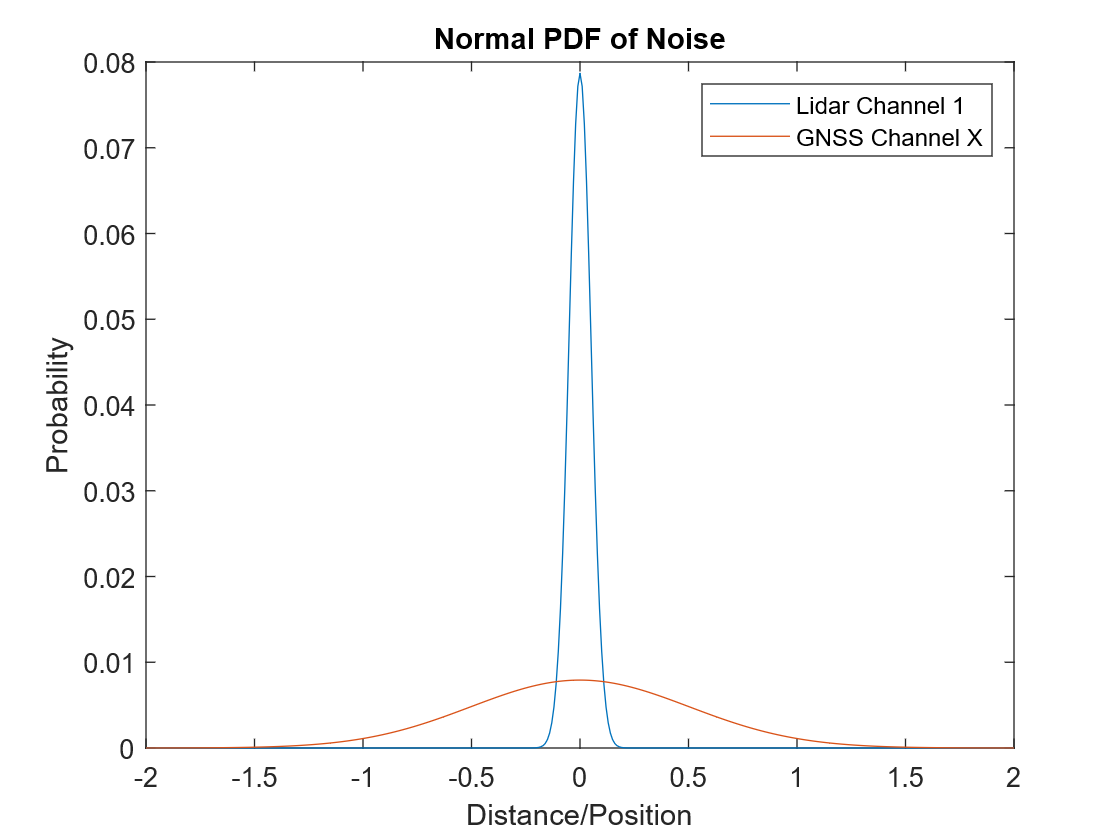 Normal PDF of Noise
Lidar Channel 1
GNSS Channel X
0.08
0.07
0.06
0.05
0.04
0.03
0.02
0.01
0
Probability
-2 -1.5 -1 -0.5 0 0.5 1 1.5 2
Distance/Position